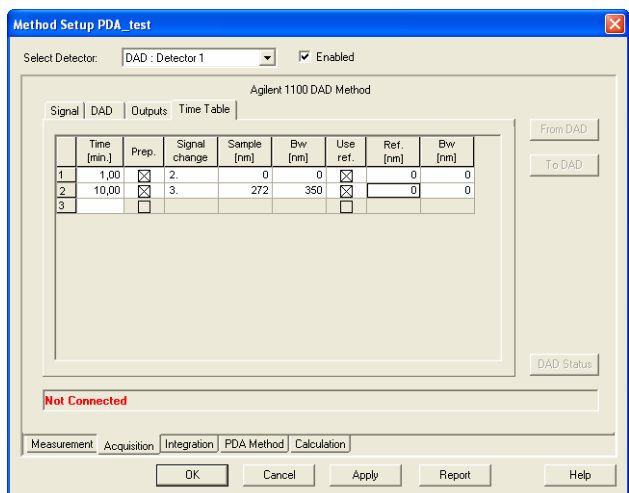 Method Setup PDA_test
Select Detector: DAD : Detector 1 Enabled
Agilent 1100 DAD Method
Signal DAD Outputs Time Table
From DAD
To DAD
Time [min.] Prep. Signal change Sample [nm] Bw [nm] Use ref. Ref. [nm] Bw [nm]
1 1,00 2. 0 0 0 0
2 10,00 3. 272 350 0 0
3
DAD Status
Not Connected
Measurement Acquisition Integration PDA Method Calculation
OK Cancel Apply Report Help